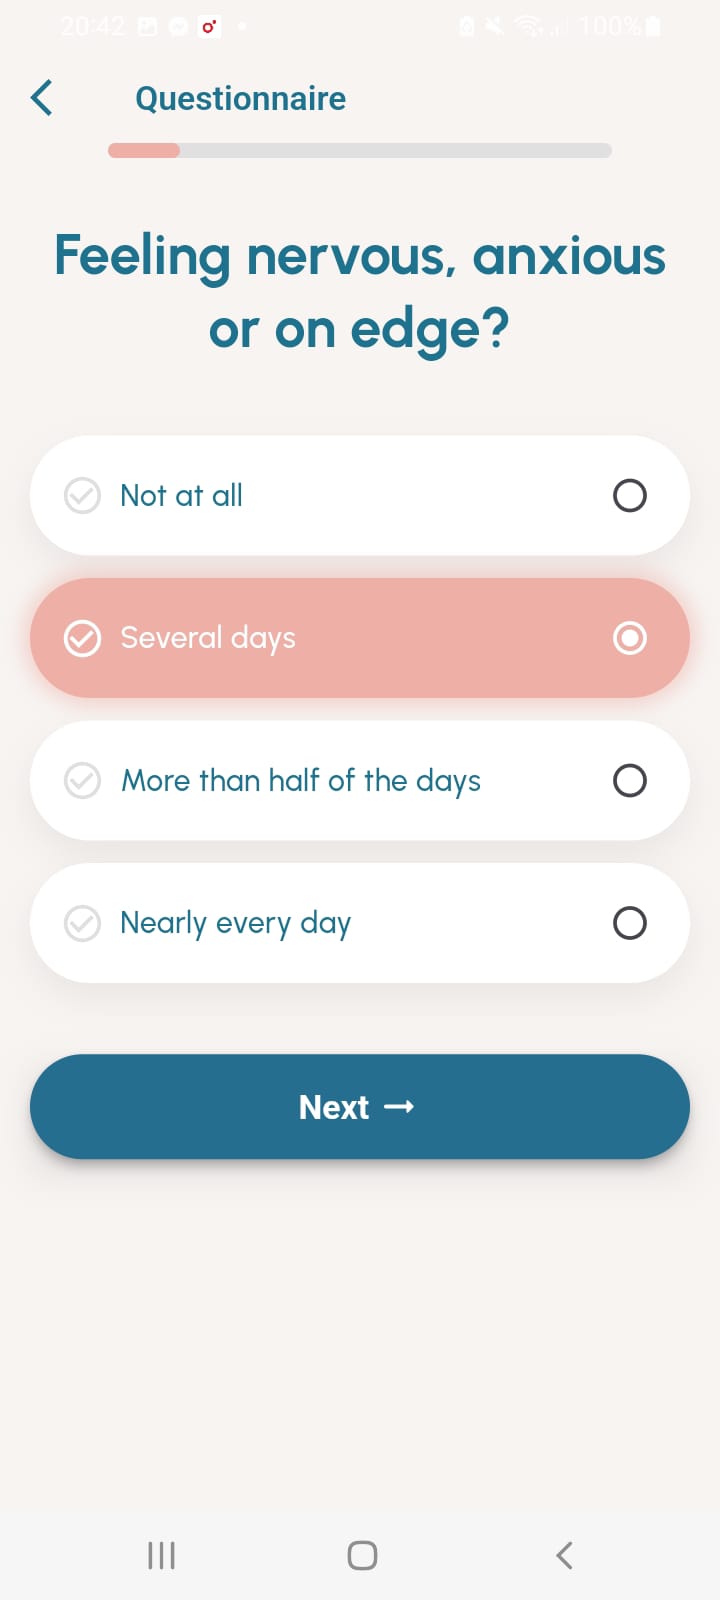 20:42 100%
Questionnaire
Feeling nervous, anxious
or on edge?
Not at all
Several days
More than half of the days
Nearly every day
Next →